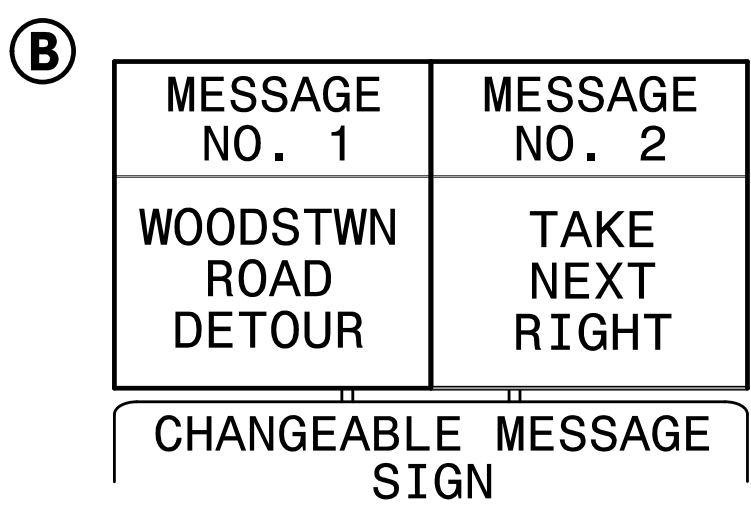 B
MESSAGE
NO. 1
MESSAGE
NO. 2
WOODSTWN
ROAD
DETOUR
TAKE
NEXT
RIGHT
CHANGEABLE MESSAGE
SIGN